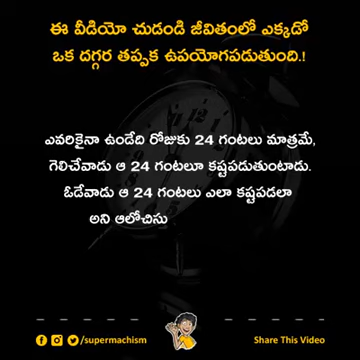 ఈ వీడియో చుడండి జీవితంలో ఎక్కడో
ఒక దగ్గర తప్పక ఉపయోగపడుతుంది.!
ఎవరికైనా ఉండేది రోజుకు 24 గంటలు మాత్రమే,
గెలిచేవాడు ఆ 24 గంటలూ కష్టపడుతుంటాడు.
ఓడేవాడు ఆ 24 గంటలు ఎలా కష్టపడలా
అని ఆలోచిసు
/supermachism
Share This Video